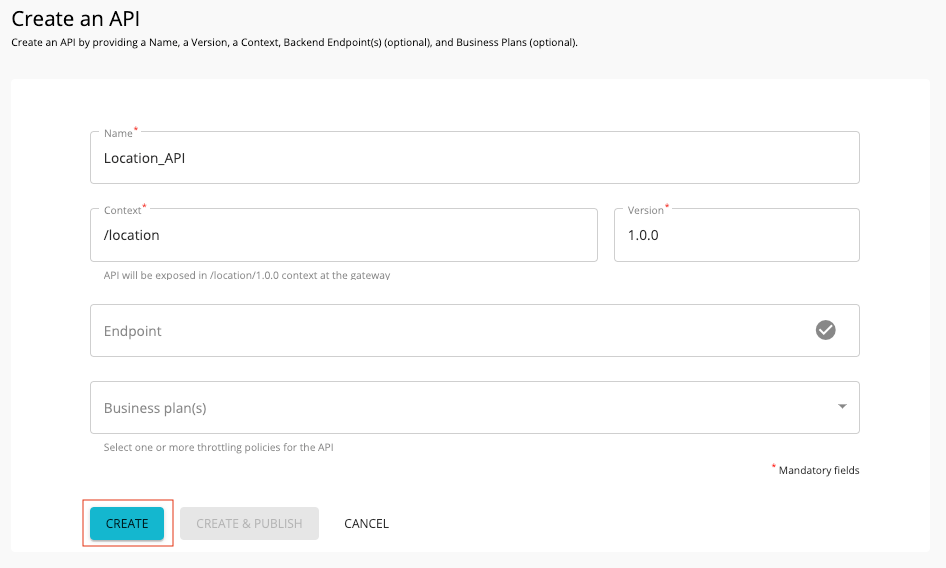 Create an API
Create an API by providing a Name, a Version, a Context, Backend Endpoint(s) (optional), and Business Plans (optional).
Name*
Location_API
Context* Version*
/location 1.0.0
API will be exposed in /location/1.0.0 context at the gateway
Endpoint
Business plan(s)
Select one or more throttling policies for the API
* Mandatory fields
CREATE CREATE & PUBLISH CANCEL